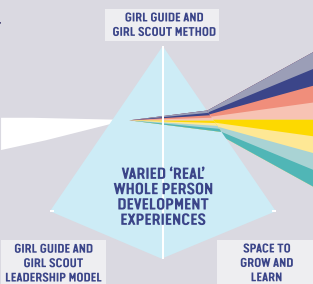 GIRL GUIDE AND
GIRL SCOUT METHOD
VARIED ‘REAL’
WHOLE PERSON
DEVELOPMENT
EXPERIENCES
GIRL GUIDE AND
GIRL SCOUT
LEADERSHIP MODEL
SPACE TO
GROW AND
LEARN